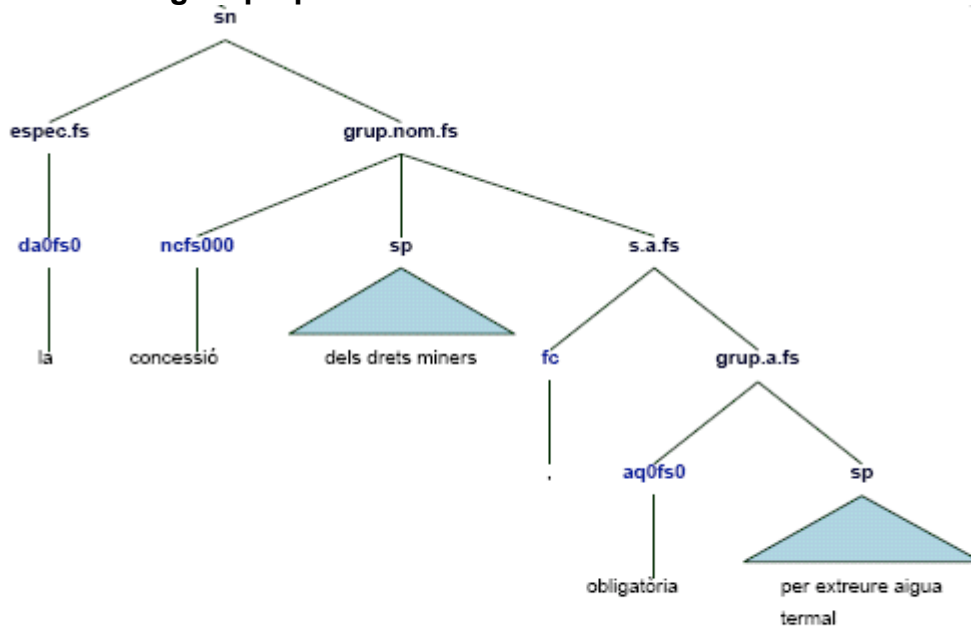 sn
espec.fs grup.nom.fs
da0fs0 ncfs000 sp s.a.fs
la concessió dels drets miners fc grup.a.fs
, aq0fs0 sp
obligatòria per extreure aigua
termal